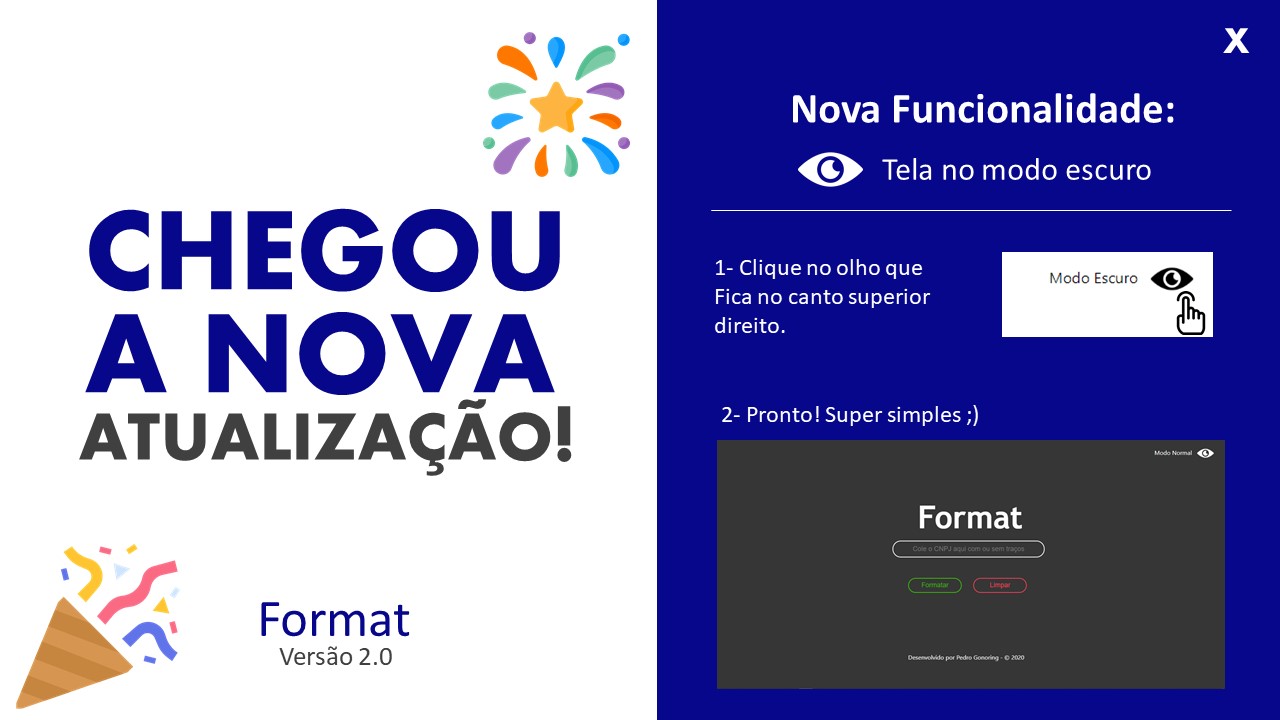 CHEGOU
A NOVA
ATUALIZAÇÃO!
Format
Versão 2.0
X
Nova Funcionalidade:
Tela no modo escuro
1- Clique no olho que
Fica no canto superior
direito.
Modo Escuro
2- Pronto! Super simples ;)
Modo Normal
Format
Cole o CNPJ aqui com ou sem traços
Formatar
Limpar
Desenvolvido por Pedro Gonoring - © 2020